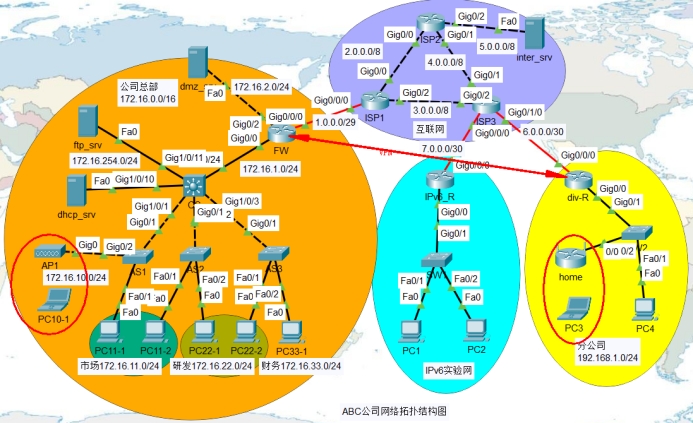 Gig0/2
Fa0
Gig0/0
ISP2
Gig0/1
inter_srv
2.0.0.0/8
5.0.0.0/8
4.0.0.0/8
Gig0/0
Gig0/1
公司总部
172.16.0.0/16
dmz_
172.16.2.0/24
Fa0
Gig0/0/0
Gig0/2
Gig0/2
ISP1
3.0.0.0/8
ISP3
Gig0/1/0
互联网
Gig0/0/0
6.0.0.0/30
Gig0/0/0
1.0.0.0/29
Gig0/2
Gig0/0
FW
7.0.0.0/30
ftp_srv
Fa0
172.16.254.0/24
Gig1/0/11
/24
172.16.1.0/24
Gig0/0/0
Gig0/0/0
Fa0
Gig1/0/10
dhcp_srv
IPv6_R
div-R
Gig1/0/1
Gig1/0/3
Gig0/1
Gig0/1
2
Gig0/1
Gig0/0
Gig0/1
Gig0/0
Gig0/1
Gig0
Gig0/2
AP1
AS1
AS2
AS3
172.16.10.0/24
PC10-1
Fa0/1
Fa0/2
Fa0/2
Fa0/1
Fa0
Fa0
Fa0
Fa0
PC11-1
PC11-2
PC22-1
PC22-2
PC33-1
市场172.16.11.0/24
研发172.16.22.0/24
财务172.16.33.0/24
Fa0/1
Fa0/2
Fa0
Fa0
PC1
PC2
IPv6实验网
home
0/0
0/2
Fa0/1
Fa0
PC3
PC4
分公司
192.168.1.0/24
ABC公司网络拓扑结构图